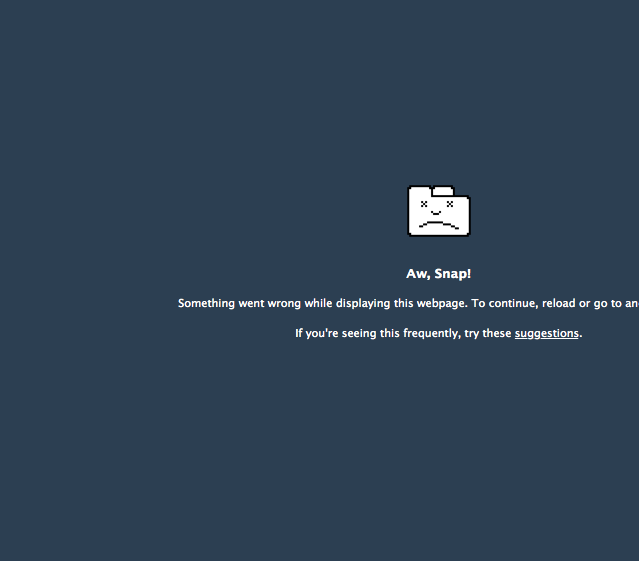 Aw, Snap!
Something went wrong while displaying this webpage. To continue, reload or go to an
If you're seeing this frequently, try these suggestions.